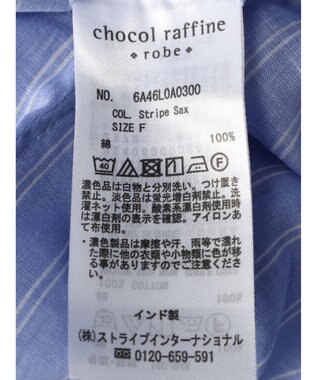 chocol raffine
robe
NO. 6A46L0A0300
COL. Stripe Sax
SIZE F
綿 100%
40
濃色品は白物と分別洗い。つけ置き
禁止。淡色品は蛍光増白剤禁止。洗
濯ネット使用。酸素系漂白剤使用時
は漂白剤の表示を確認。アイロンあ
て布使用。
・濃色製品は摩擦や汗、雨等で濡れ
た際に他の衣類や小物類に色が移
る事がありますのでご注意くださ
い。
インド製
(株)ストライプインターナショナル
0120-659-591